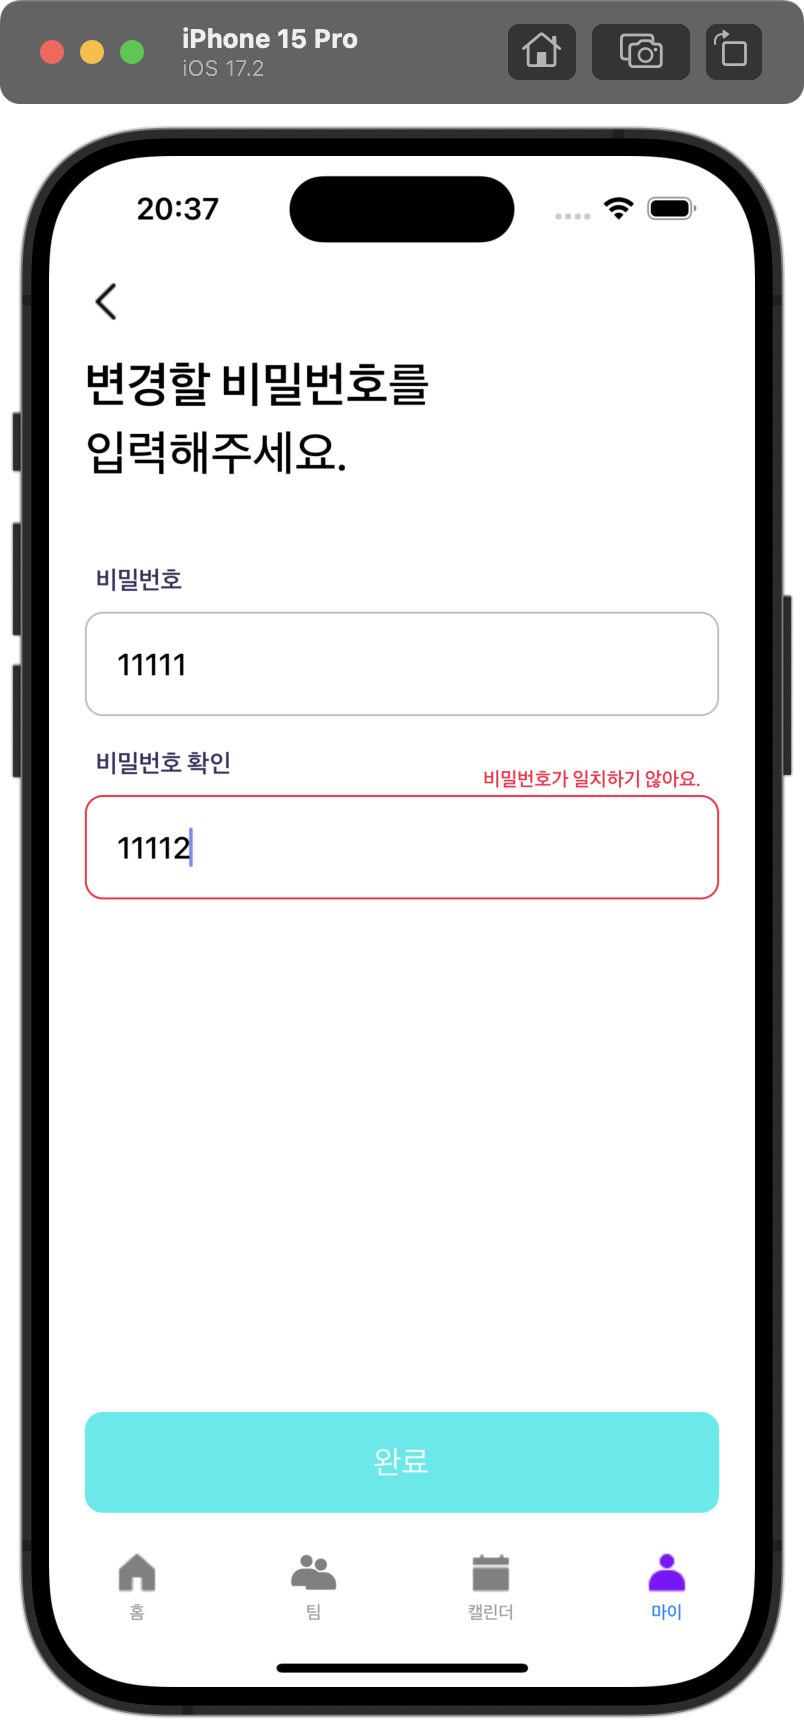 iPhone 15 Pro
iOS 17.2
20:37
변경할 비밀번호를
입력해주세요.
비밀번호
11111
비밀번호 확인
비밀번호가 일치하기 않아요.
11112
완료
홈
팀
캘린더
마이